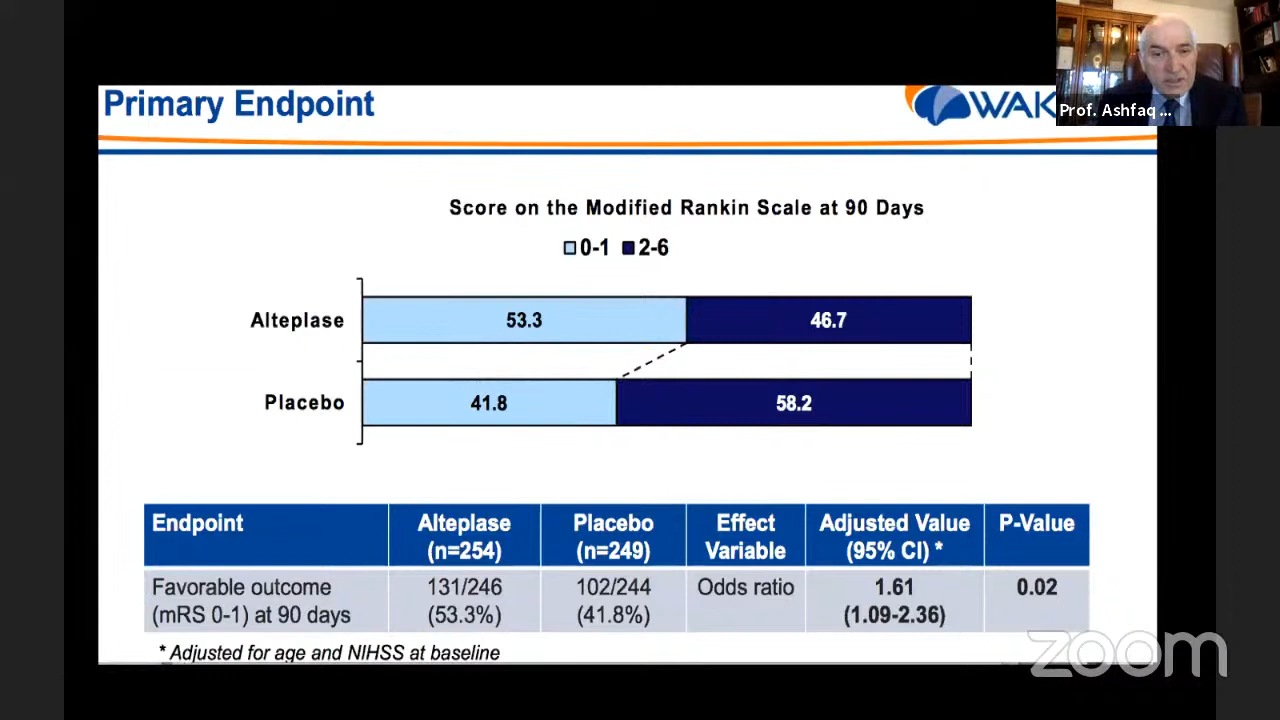 Primary Endpoint
WAK
Prof. Ashfaq ...
Score on the Modified Rankin Scale at 90 Days
0-1 2-6
Alteplase 53.3 46.7
Placebo 41.8 58.2
Endpoint Alteplase (n=254) Placebo (n=249) Effect Variable Adjusted Value (95% CI) * P-Value
Favorable outcome (mRS 0-1) at 90 days 131/246 (53.3%) 102/244 (41.8%) Odds ratio 1.61 (1.09-2.36) 0.02
* Adjusted for age and NIHSS at baseline
zoom